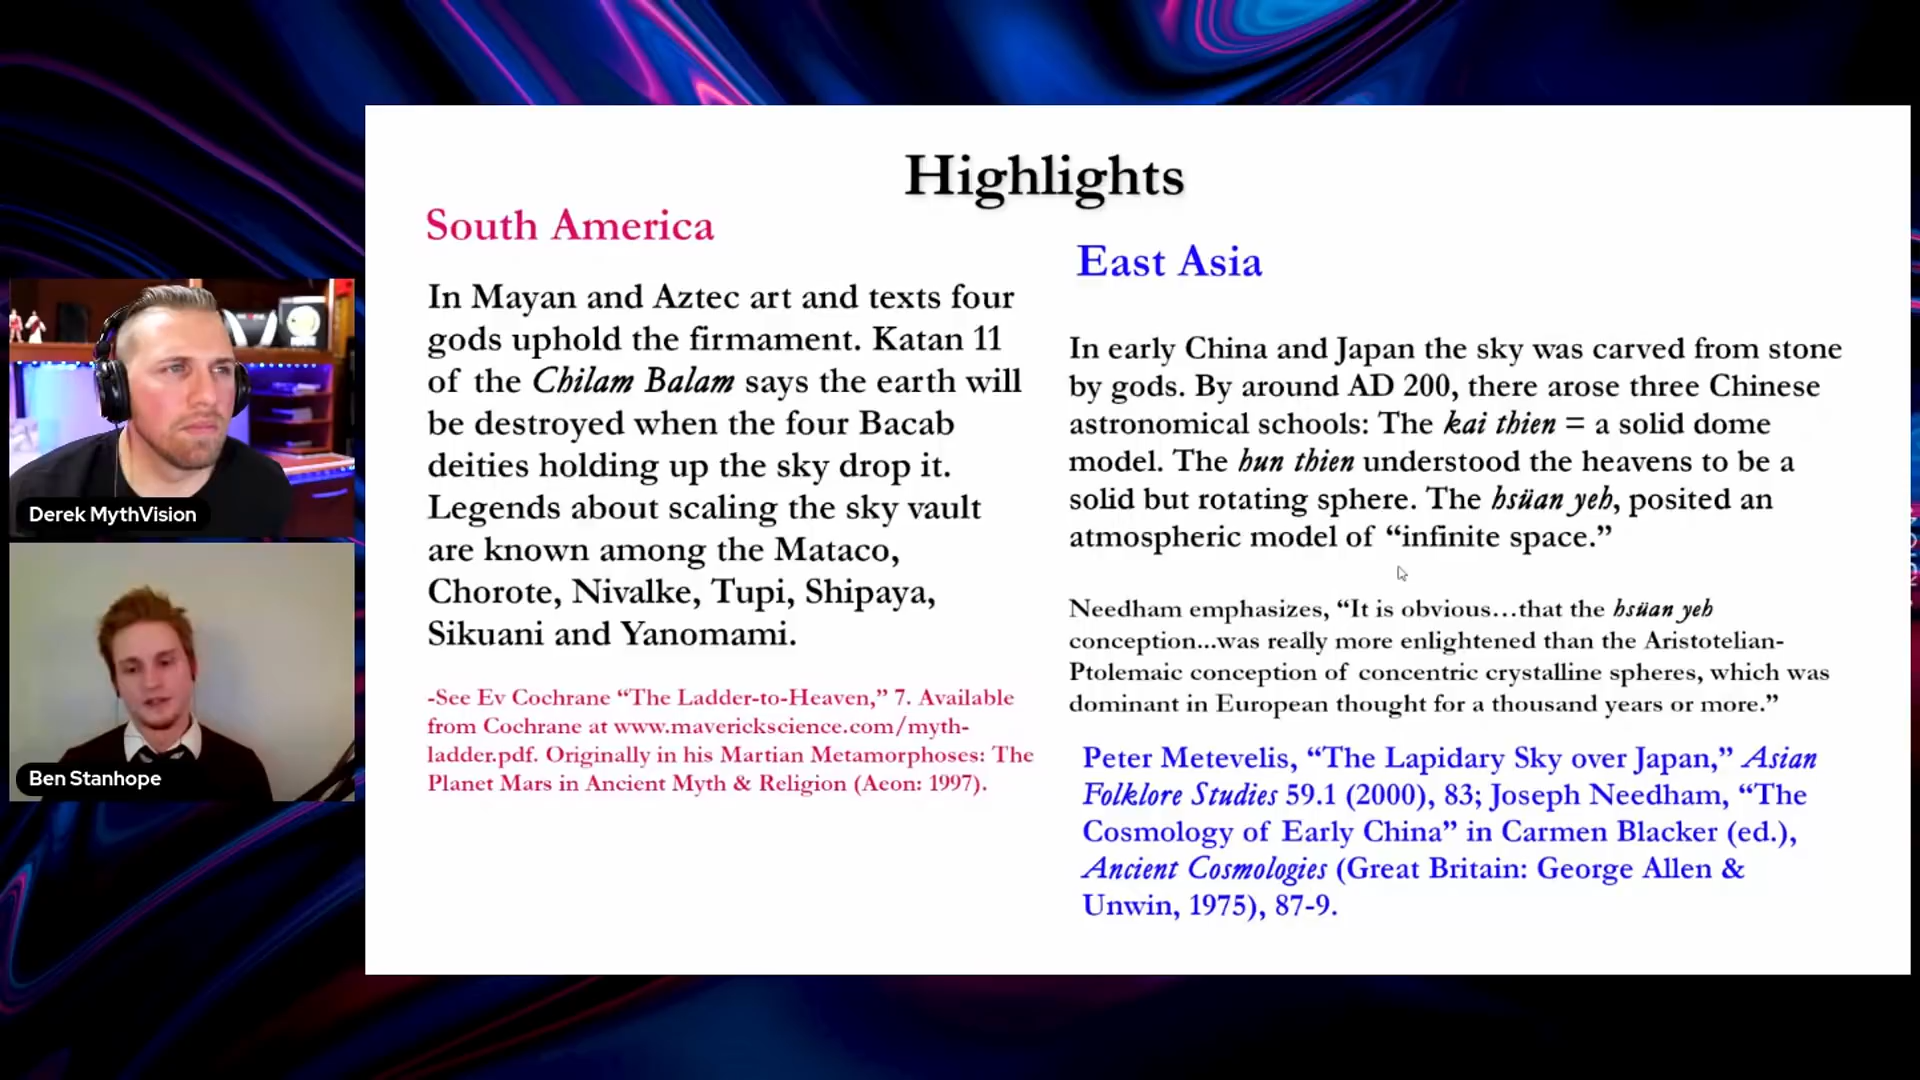 Highlights
South America
In Mayan and Aztec art and texts four
gods uphold the firmament. Katan 11
of the Chilam Balam says the earth will
be destroyed when the four Bacab
deities holding up the sky drop it.
Legends about scaling the sky vault
are known among the Mataco,
Chorote, Nivalke, Tupi, Shipaya,
Sikuani and Yanomami.
-See Ev Cochrane “The Ladder-to-Heaven,” 7. Available
from Cochrane at www.maverickscience.com/myth-
ladder.pdf. Originally in his Martian Metamorphoses: The
Planet Mars in Ancient Myth & Religion (Aeon: 1997).
East Asia
In early China and Japan the sky was carved from stone
by gods. By around AD 200, there arose three Chinese
astronomical schools: The kai thien = a solid dome
model. The hun thien understood the heavens to be a
solid but rotating sphere. The hsüan yeh, posited an
atmospheric model of “infinite space.”
Needham emphasizes, “It is obvious…that the hsüan yeh
conception...was really more enlightened than the Aristotelian-
Ptolemaic conception of concentric crystalline spheres, which was
dominant in European thought for a thousand years or more.”
Peter Metevelis, “The Lapidary Sky over Japan,” Asian
Folklore Studies 59.1 (2000), 83; Joseph Needham, “The
Cosmology of Early China” in Carmen Blacker (ed.),
Ancient Cosmologies (Great Britain: George Allen &
Unwin, 1975), 87-9.
Derek MythVision
Ben Stanhope